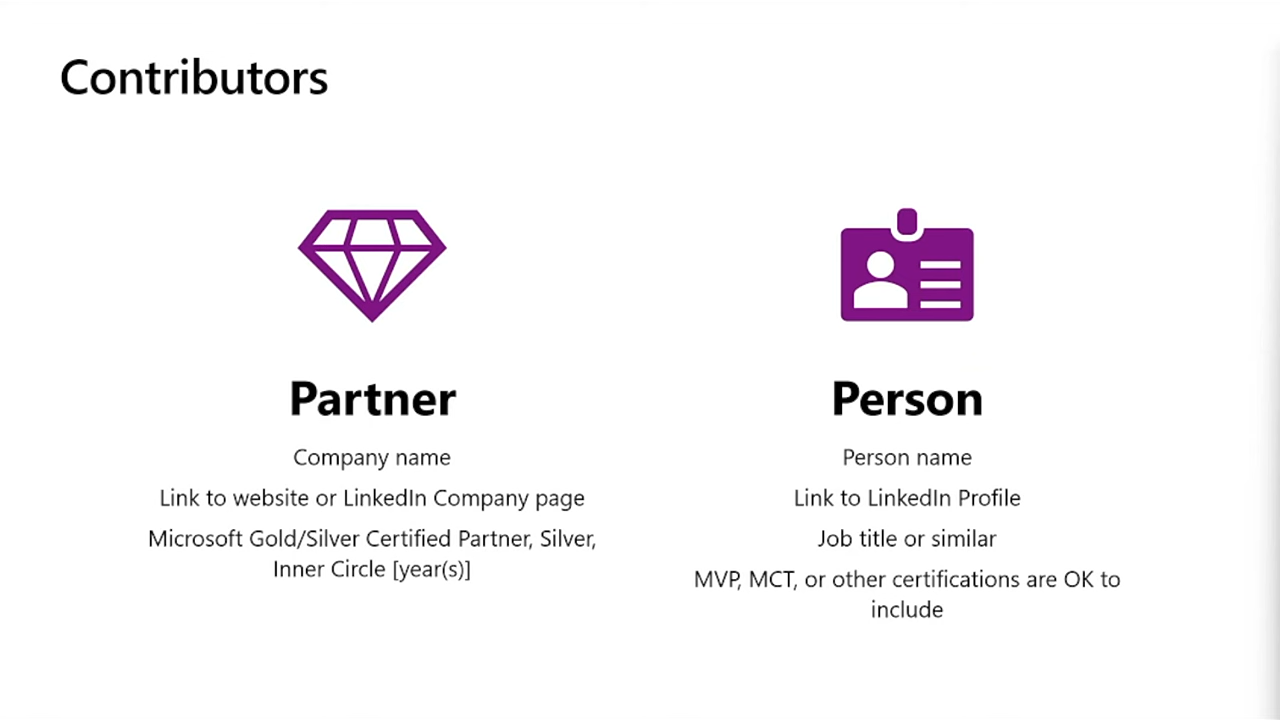 Contributors
Partner
Company name
Link to website or LinkedIn Company page
Microsoft Gold/Silver Certified Partner, Silver,
Inner Circle [year(s)]
Person
Person name
Link to LinkedIn Profile
Job title or similar
MVP, MCT, or other certifications are OK to
include